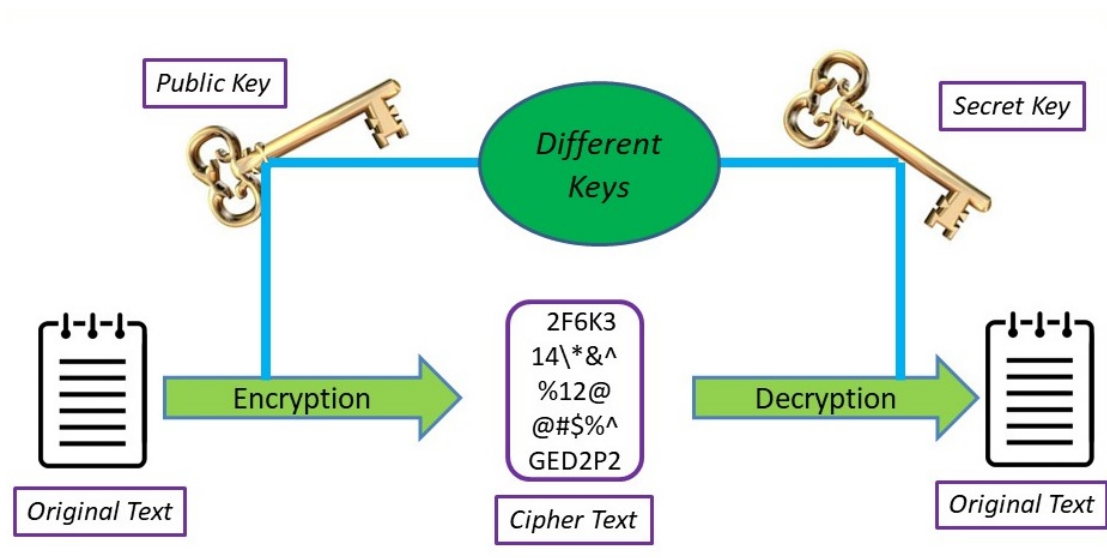 Public Key
Secret Key
Different
Keys
2F6K3
14\*&^
%12@
@#$%^
GED2P2
Encryption
Decryption
Original Text
Cipher Text
Original Text